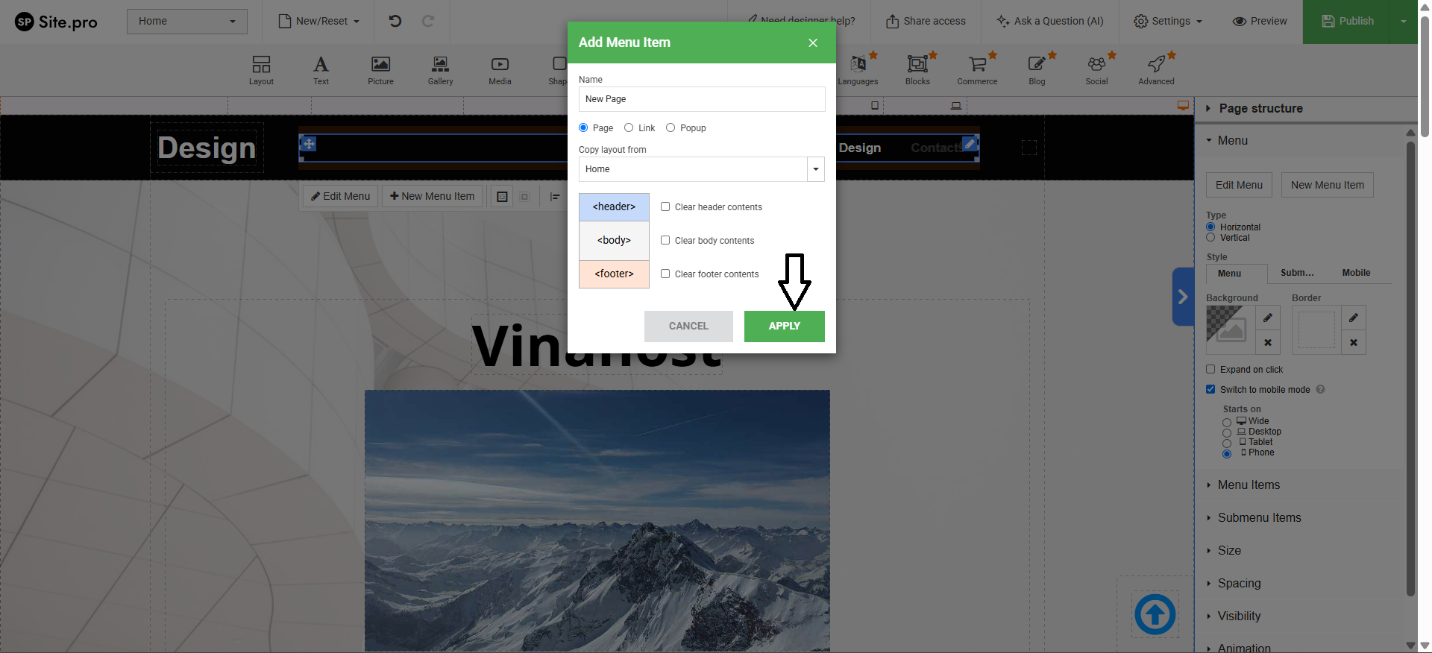 SP Site.pro
Home
New/Reset
Need designer help?
Share access
Ask a Question (AI)
Settings
Preview
Publish
Layout
Text
Picture
Gallery
Media
Languages
Blocks
Commerce
Blog
Social
Advanced
Design
Design
Contacts
Edit Menu
New Menu Item
Vinahost
Add Menu Item
Name
New Page
Page
Link
Popup
Copy layout from
Home
<header>
Clear header contents
<body>
Clear body contents
<footer>
Clear footer contents
CANCEL
APPLY
Page structure
Menu
Edit Menu
New Menu Item
Type
Horizontal
Vertical
Style
Menu
Subm...
Mobile
Background
Border
Expand on click
Switch to mobile mode
Starts on
Wide
Desktop
Tablet
Phone
Menu Items
Submenu Items
Size
Spacing
Visibility
Animation